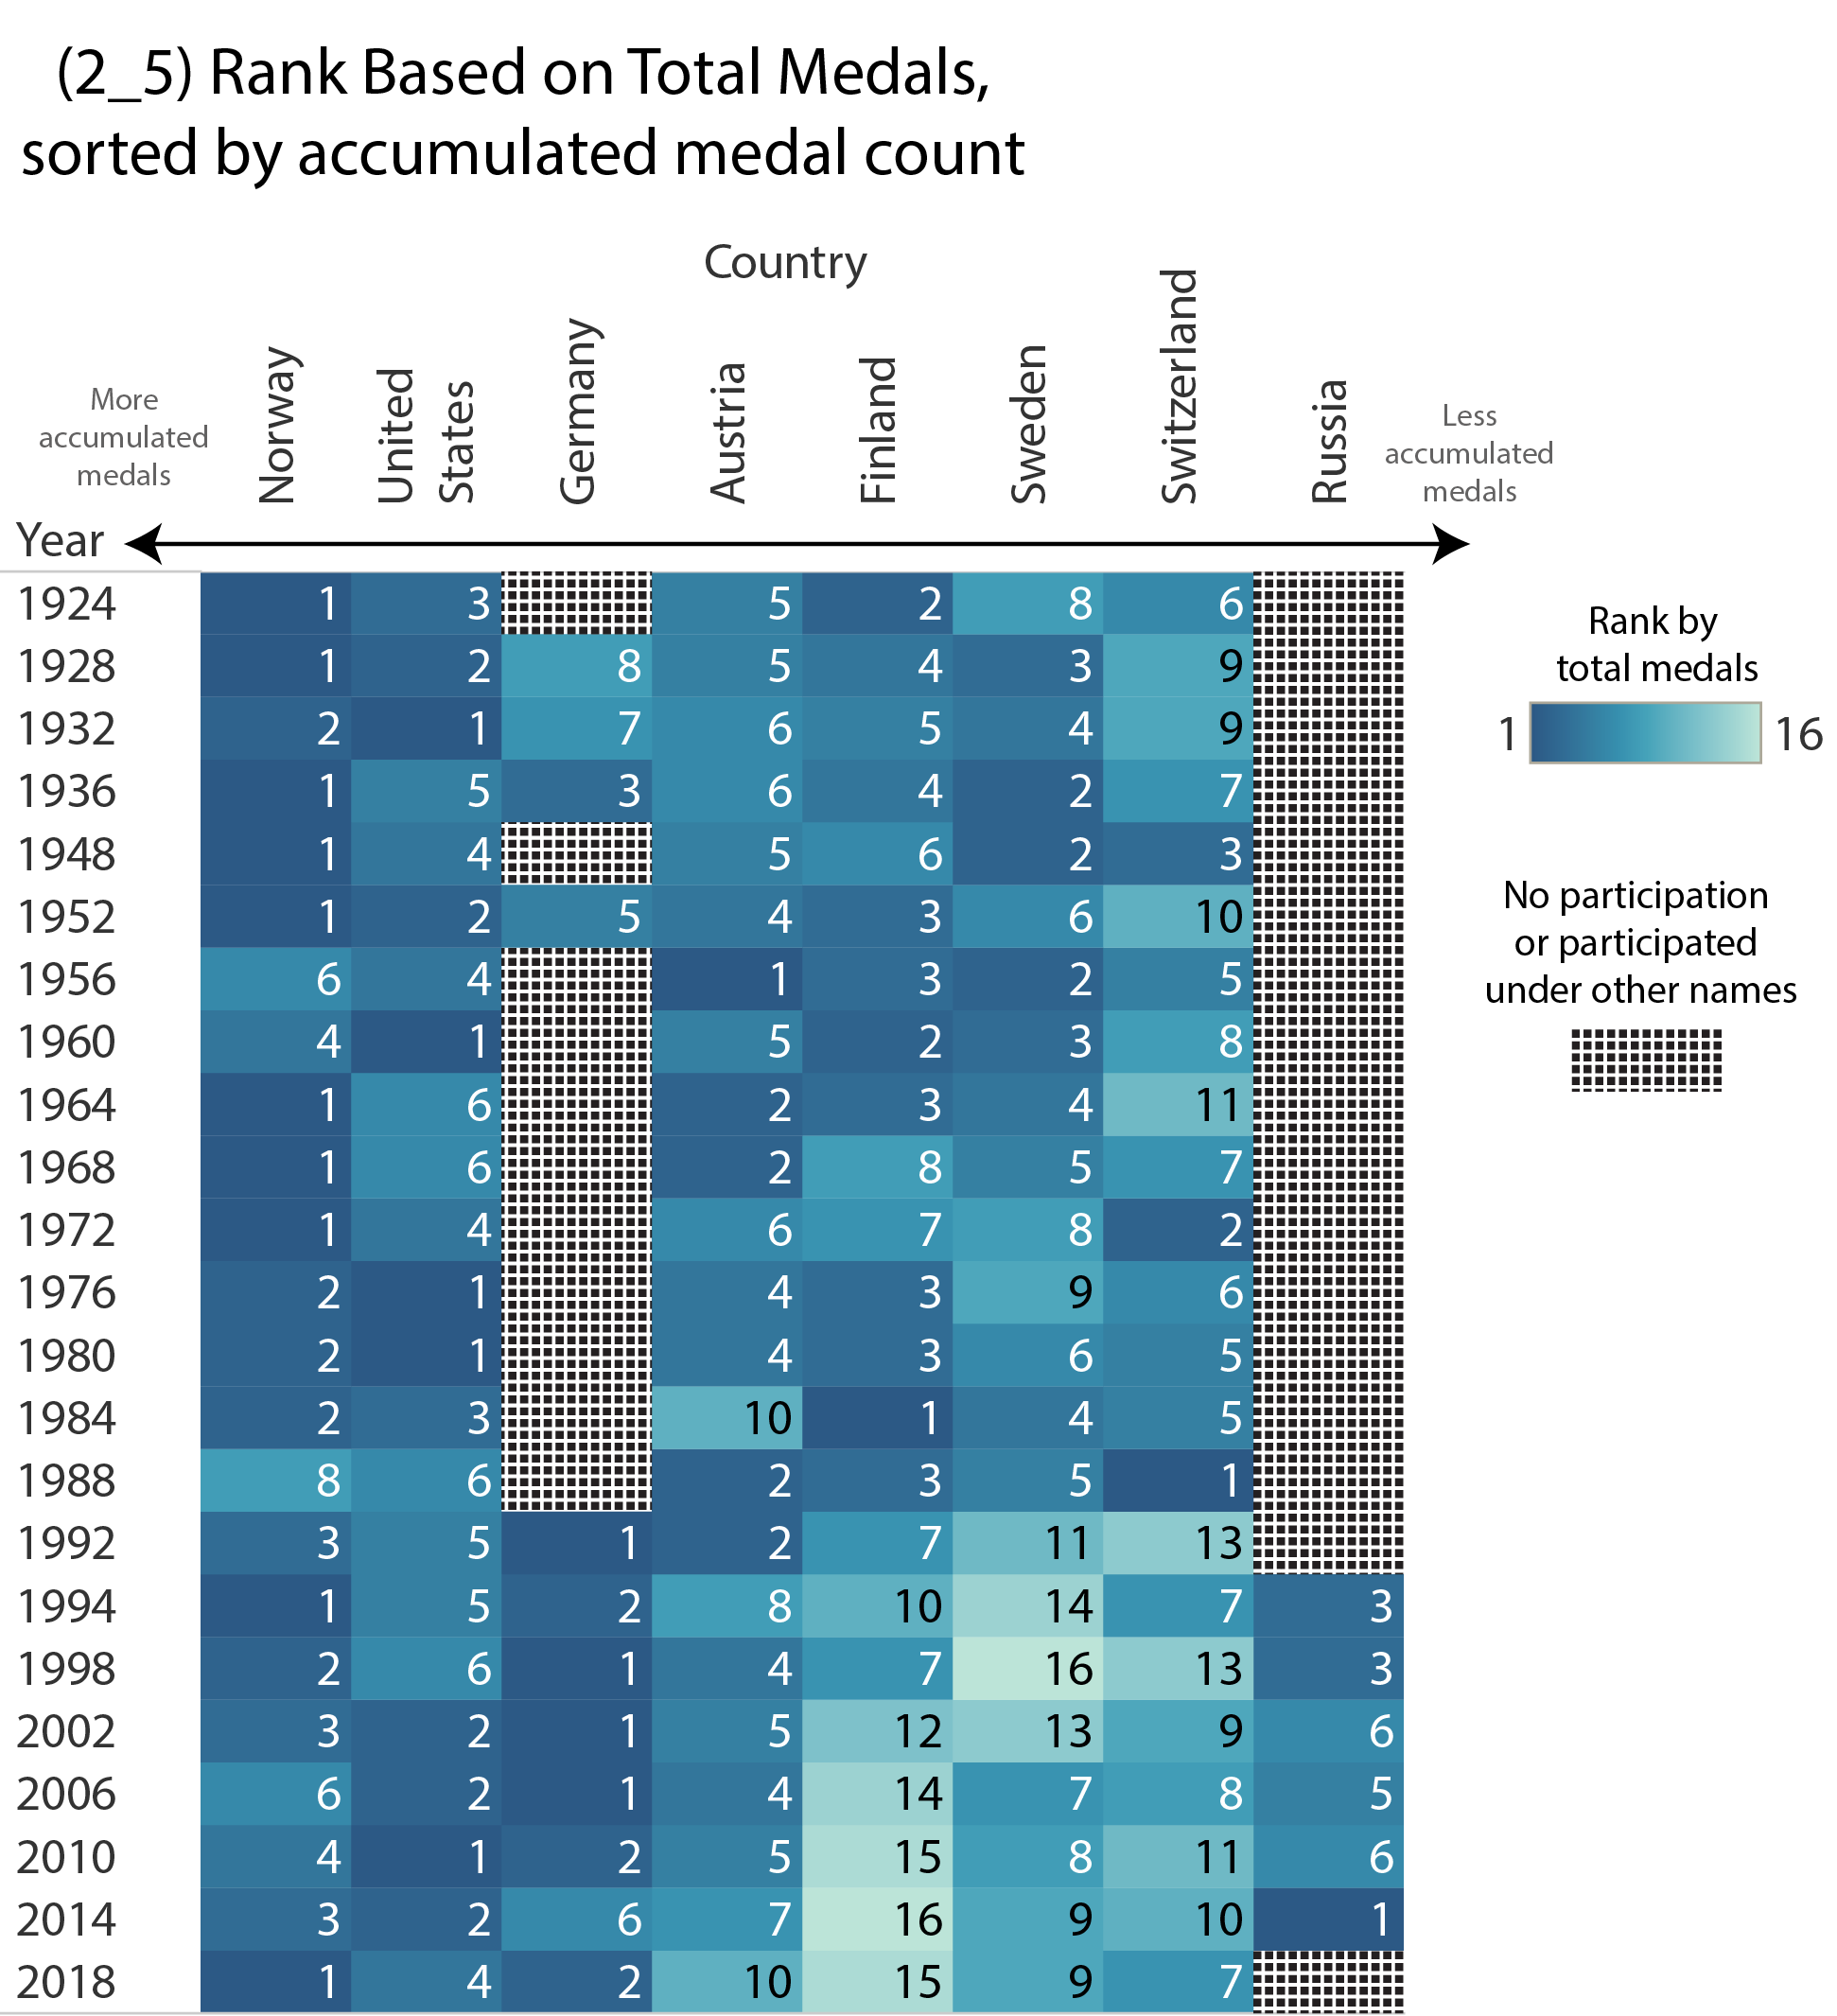 (2_5) Rank Based on Total Medals,
sorted by accumulated medal count
Country
More
accumulated
medals
Norway
United
States
Germany
Austria
Finland
Sweden
Switzerland
Russia
Less
accumulated
medals
Year
1924 1 3 5 2 8 6
1928 1 2 8 5 4 3 9
1932 2 1 7 6 5 4 9
1936 1 5 3 6 4 2 7
1948 1 4 5 6 2 3
1952 1 2 5 4 3 6 10
1956 6 4 1 3 2 5
1960 4 1 5 2 3 8
1964 1 6 2 3 4 11
1968 1 6 2 8 5 7
1972 1 4 6 7 8 2
1976 2 1 4 3 9 6
1980 2 1 4 3 6 5
1984 2 3 10 1 4 5
1988 8 6 2 3 5 1
1992 3 5 1 2 7 11 13
1994 1 5 2 8 10 14 7 3
1998 2 6 1 4 7 16 13 3
2002 3 2 1 5 12 13 9 6
2006 6 2 1 4 14 7 8 5
2010 4 1 2 5 15 8 11 6
2014 3 2 6 7 16 9 10 1
2018 1 4 2 10 15 9 7
Rank by
total medals
1 16
No participation
or participated
under other names